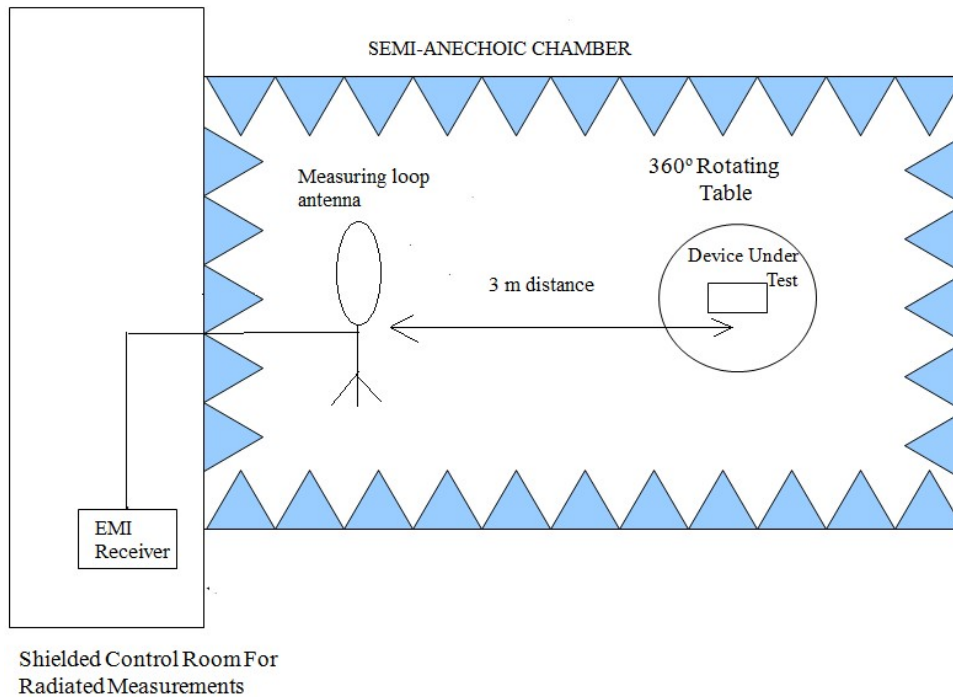 SEMI-ANECHOIC CHAMBER
Measuring loop
antenna
360º Rotating
Table
Device Under
Test
3 m distance
EMI
Receiver
Shielded Control Room For
Radiated Measurements